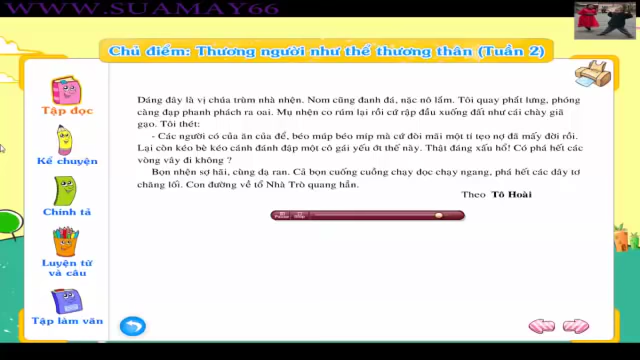 WWW.SUAMAY66
Chủ điểm: Thương người như thể thương thân (Tuần 2)
Tập đọc
Kể chuyện
Chính tả
Luyện từ
và câu
Tập làm văn
Dáng đây là vị chúa trùm nhà nhện. Nom cũng đanh đá, nặc nô lắm. Tôi quay phắt lưng, phóng
càng đạp phanh phách ra oai. Mụ nhện co rúm lại rồi cứ rập đầu xuống đất như cái chày giã
gạo. Tôi thét:
- Các người có của ăn của để, béo múp béo míp mà cứ đòi mãi một tí tẹo nợ đã mấy đời rồi.
Lại còn kéo bè kéo cánh đánh đập một cô gái yếu ớt thế này. Thật đáng xấu hổ! Có phá hết các
vòng vây đi không ?
Bọn nhện sợ hãi, cùng dạ ran. Cả bọn cuống cuồng chạy dọc chạy ngang, phá hết các dây tơ
chăng lối. Con đường về tổ Nhà Trò quang hẳn.
Theo Tô Hoài
Pause
Stop